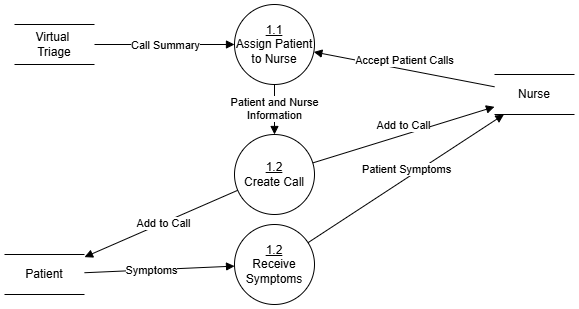 Virtual
Triage
Call Summary
1.1
Assign Patient
to Nurse
Accept Patient Calls
Nurse
Patient and Nurse
Information
Add to Call
1.2
Create Call
Patient Symptoms
Add to Call
Patient
Symptoms
1.2
Receive
Symptoms